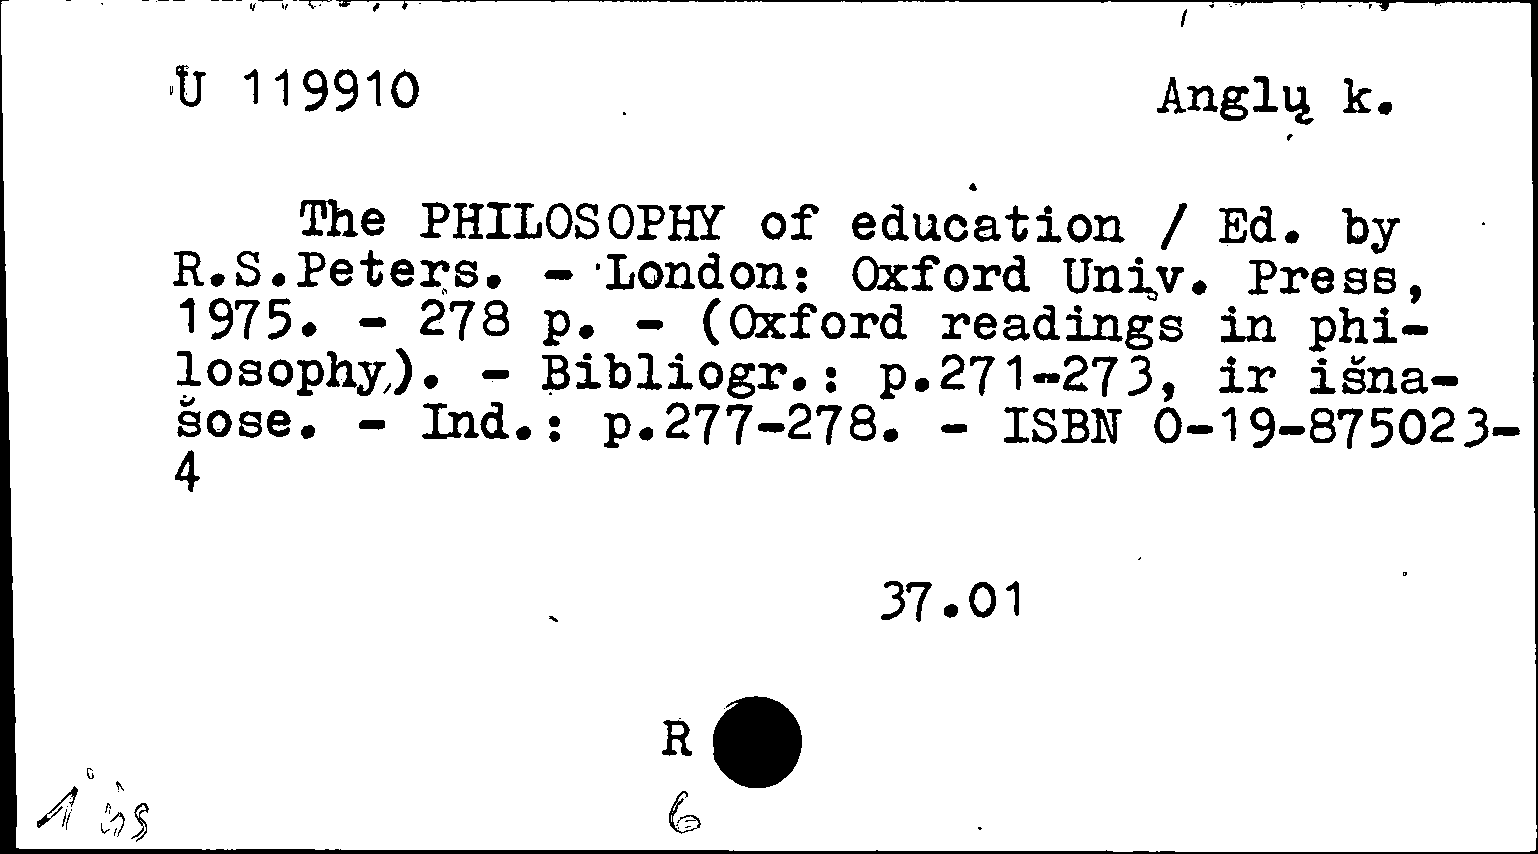 U 119910 Anglų k.
The PHILOSOPHY of education / Ed. by
R.S.Peters. - London: Oxford Univ. Press,
1975. - 278 p. - (Oxford readings in phi-
losophy). - Bibliogr.: p.271-273, ir išna-
šose. - Ind.: p.277-278. - ISBN 0-19-875023-
4
37.01
R
6